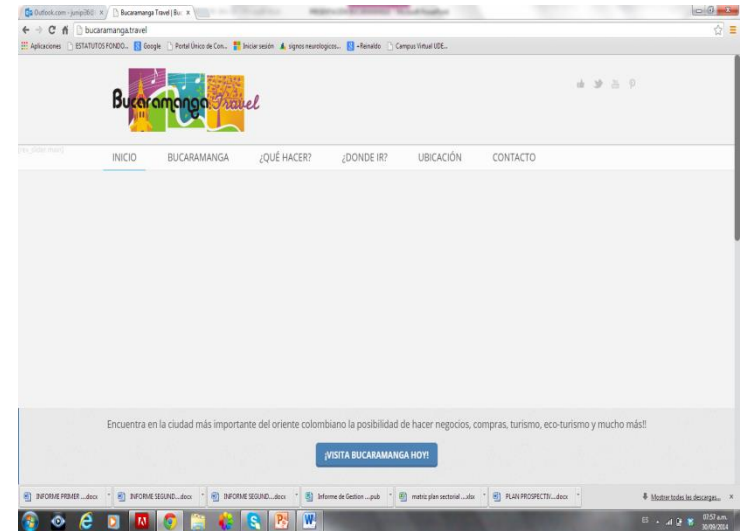 Outlook.com - junipi360
Bucaramanga Travel | Buc
bucaramanga.travel
Aplicaciones
ESTATUTOS FONDO...
Google
Portal Único de Con...
Iniciar sesión
signos neurologicos...
+Reinaldo
Campus Virtual UDE...
Bucaramanga Travel
INICIO
BUCARAMANGA
¿QUÉ HACER?
¿DONDE IR?
UBICACIÓN
CONTACTO
Encuentra en la ciudad más importante del oriente colombiano la posibilidad de hacer negocios, compras, turismo, eco-turismo y mucho más!!
¡VISITA BUCARAMANGA HOY!
INFORME PRIMER ....docx
INFORME SEGUND....docx
INFORME SEGUND....docx
Informe de Gestion ....pub
matriz plan sectorial ....xlsx
PLAN PROSPECTIV....docx
Mostrar todas las descargas...
ES
07:57 a.m.
30/09/2014